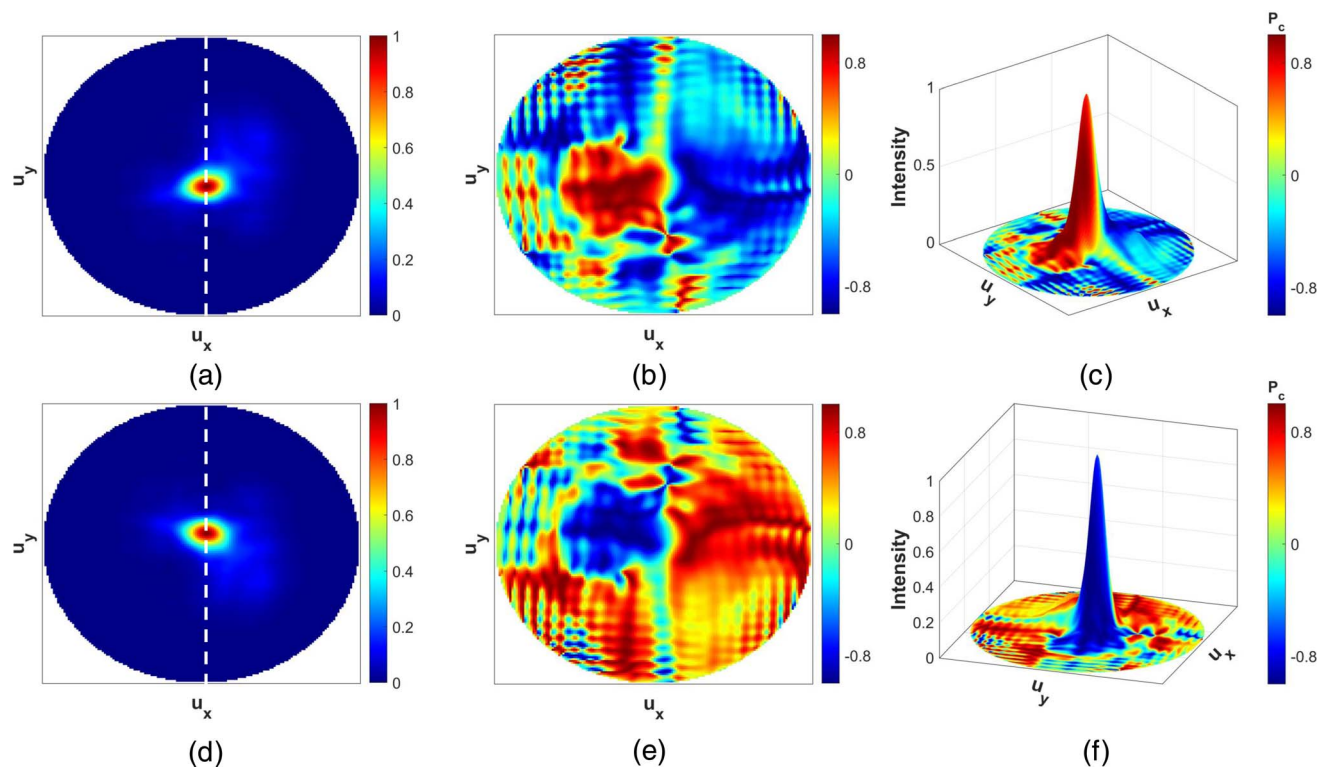 u_y
1
0.8
0.6
0.4
0.2
0
u_x
(a)
u_y
0.8
0
-0.8
u_x
(b)
Intensity
1
0.5
0
u_y
u_x
P_c
0.8
0
-0.8
(c)
u_y
1
0.8
0.6
0.4
0.2
0
u_x
(d)
u_y
0.8
0
-0.8
u_x
(e)
Intensity
1
0.8
0.6
0.4
0.2
0
u_y
u_x
P_c
0.8
0
-0.8
(f)